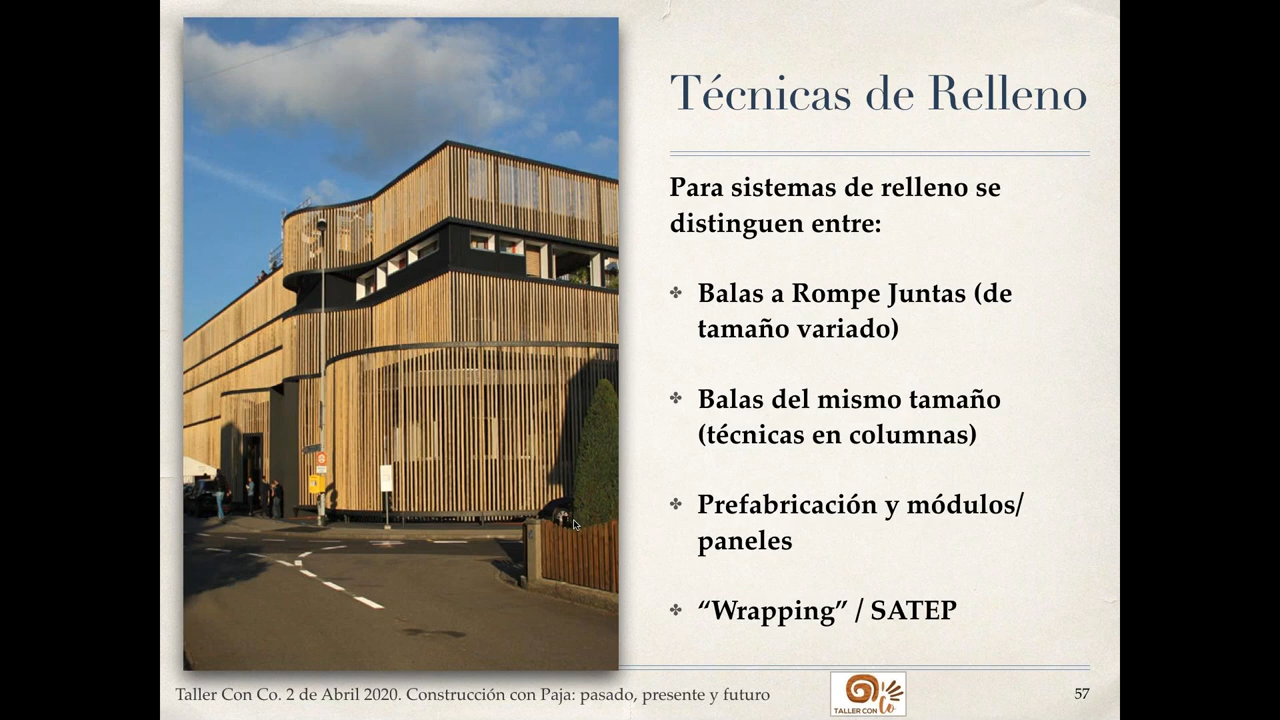 Técnicas de Relleno
Para sistemas de relleno se
distinguen entre:
Balas a Rompe Juntas (de
tamaño variado)
Balas del mismo tamaño
(técnicas en columnas)
Prefabricación y módulos/
paneles
“Wrapping” / SATEP
Taller Con Co. 2 de Abril 2020. Construcción con Paja: pasado, presente y futuro
TALLER CON Co
57